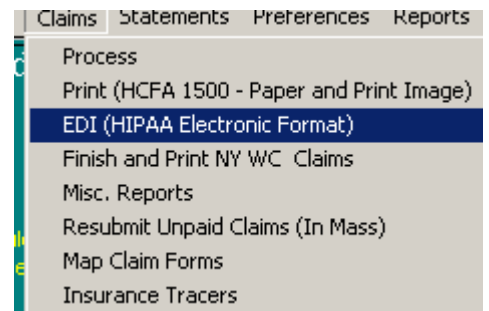 Claims Statements Preferences Reports
Process
Print (HCFA 1500 - Paper and Print Image)
EDI (HIPAA Electronic Format)
Finish and Print NY WC Claims
Misc. Reports
Resubmit Unpaid Claims (In Mass)
Map Claim Forms
Insurance Tracers